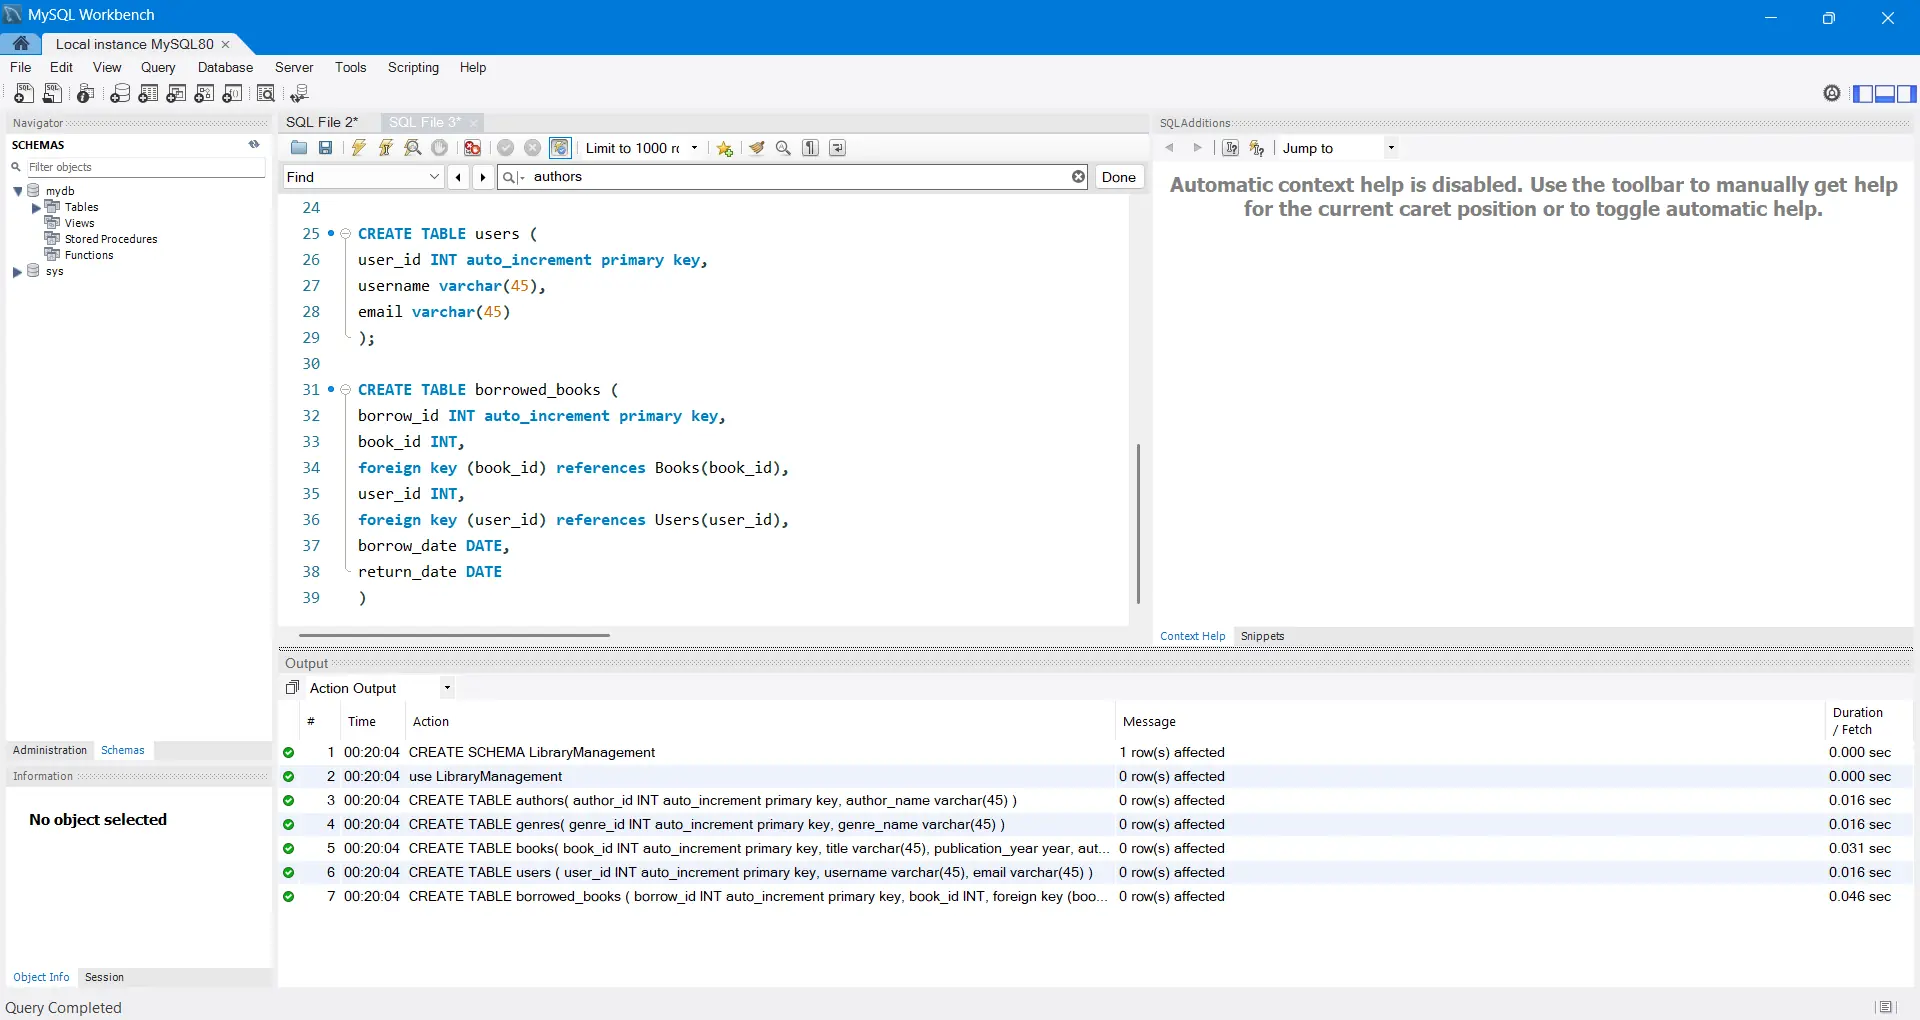 MySQL Workbench
Local instance MySQL80
File Edit View Query Database Server Tools Scripting Help
Navigator
SCHEMAS
Filter objects
mydb
Tables
Views
Stored Procedures
Functions
sys
Administration Schemas
Information
No object selected
Object Info Session
Query Completed
SQL File 2* SQL File 3*
Limit to 1000 rc
Find authors Done
24
25 CREATE TABLE users (
26 user_id INT auto_increment primary key,
27 username varchar(45),
28 email varchar(45)
29 );
30
31 CREATE TABLE borrowed_books (
32 borrow_id INT auto_increment primary key,
33 book_id INT,
34 foreign key (book_id) references Books(book_id),
35 user_id INT,
36 foreign key (user_id) references Users(user_id),
37 borrow_date DATE,
38 return_date DATE
39 )
SQLAdditions
Jump to
Automatic context help is disabled. Use the toolbar to manually get help
for the current caret position or to toggle automatic help.
Context Help Snippets
Output
Action Output
# Time Action Message Duration / Fetch
1 00:20:04 CREATE SCHEMA LibraryManagement 1 row(s) affected 0.000 sec
2 00:20:04 use LibraryManagement 0 row(s) affected 0.000 sec
3 00:20:04 CREATE TABLE authors( author_id INT auto_increment primary key, author_name varchar(45) ) 0 row(s) affected 0.016 sec
4 00:20:04 CREATE TABLE genres( genre_id INT auto_increment primary key, genre_name varchar(45) ) 0 row(s) affected 0.016 sec
5 00:20:04 CREATE TABLE books( book_id INT auto_increment primary key, title varchar(45), publication_year year, aut... 0 row(s) affected 0.031 sec
6 00:20:04 CREATE TABLE users ( user_id INT auto_increment primary key, username varchar(45), email varchar(45) ) 0 row(s) affected 0.016 sec
7 00:20:04 CREATE TABLE borrowed_books ( borrow_id INT auto_increment primary key, book_id INT, foreign key (boo... 0 row(s) affected 0.046 sec